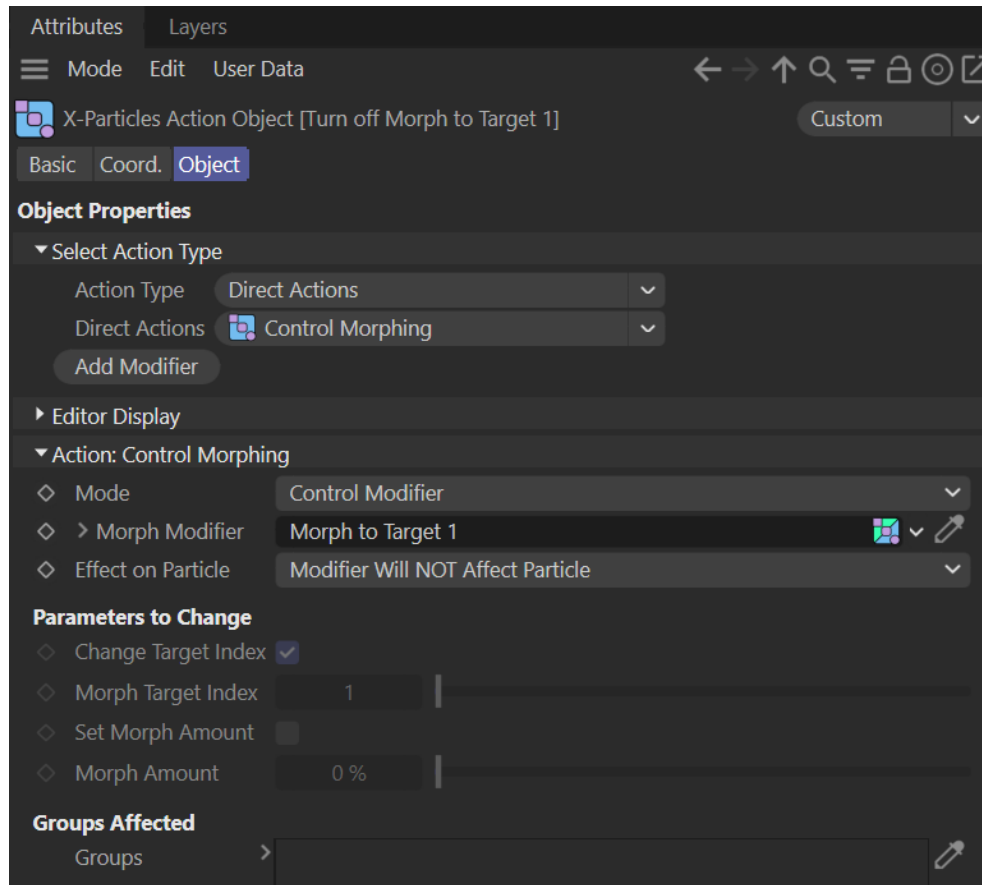 Attributes Layers
Mode Edit User Data
X-Particles Action Object [Turn off Morph to Target 1] Custom
Basic Coord. Object
Object Properties
Select Action Type
Action Type Direct Actions
Direct Actions Control Morphing
Add Modifier
Editor Display
Action: Control Morphing
Mode Control Modifier
Morph Modifier Morph to Target 1
Effect on Particle Modifier Will NOT Affect Particle
Parameters to Change
Change Target Index
Morph Target Index 1
Set Morph Amount
Morph Amount 0 %
Groups Affected
Groups